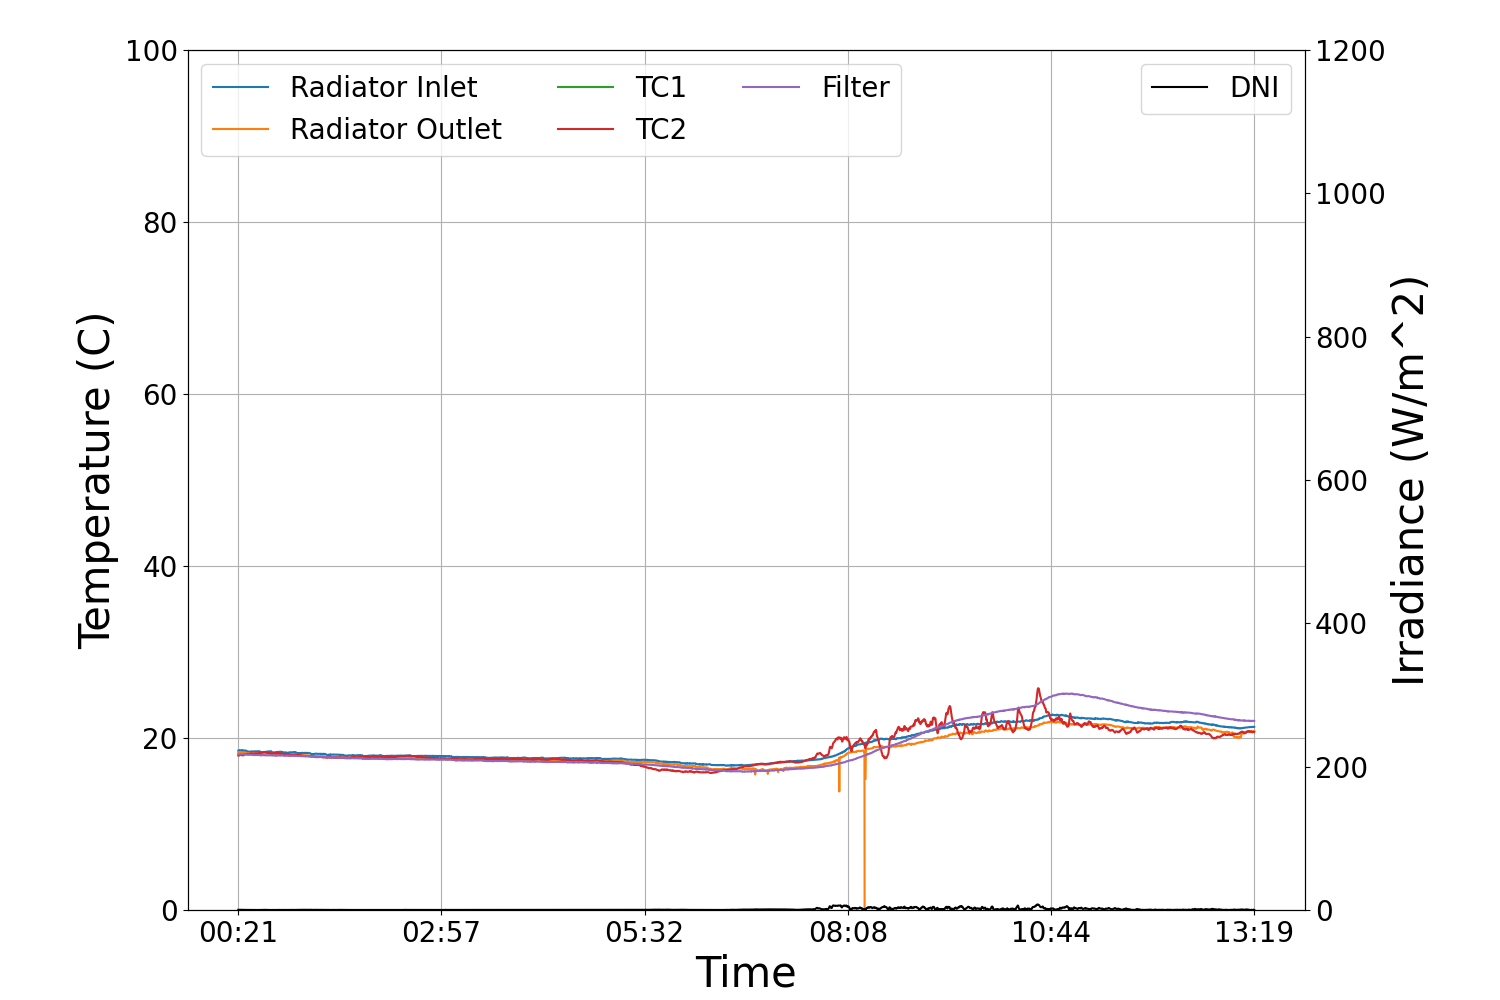 Radiator Inlet
Radiator Outlet
TC1
TC2
Filter
DNI
100
80
60
40
20
0
Temperature (C)
1200
1000
800
600
400
200
0
Irradiance (W/m^2)
00:21
02:57
05:32
08:08
10:44
13:19
Time